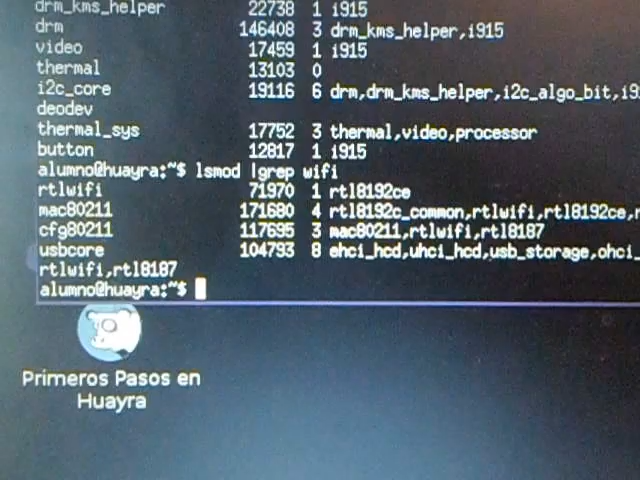 drm_kms_helper 22738 1 i915
drm 146408 3 drm_kms_helper,i915
video 17459 1 i915
thermal 13103 0
i2c_core 19116 6 drm,drm_kms_helper,i2c_algo_bit,i9
deodev
thermal_sys 17752 3 thermal,video,processor
button 12817 1 i915
alumno@huayra:~$ lsmod |grep wifi
rtlwifi 71970 1 rtl8192ce
mac80211 171680 4 rtl8192c_common,rtlwifi,rtl8192ce,r
cfg80211 117695 3 mac80211,rtlwifi,rtl8187
usbcore 104793 8 ehci_hcd,uhci_hcd,usb_storage,ohci_
rtlwifi,rtl8187
alumno@huayra:~$
Primeros Pasos en
Huayra